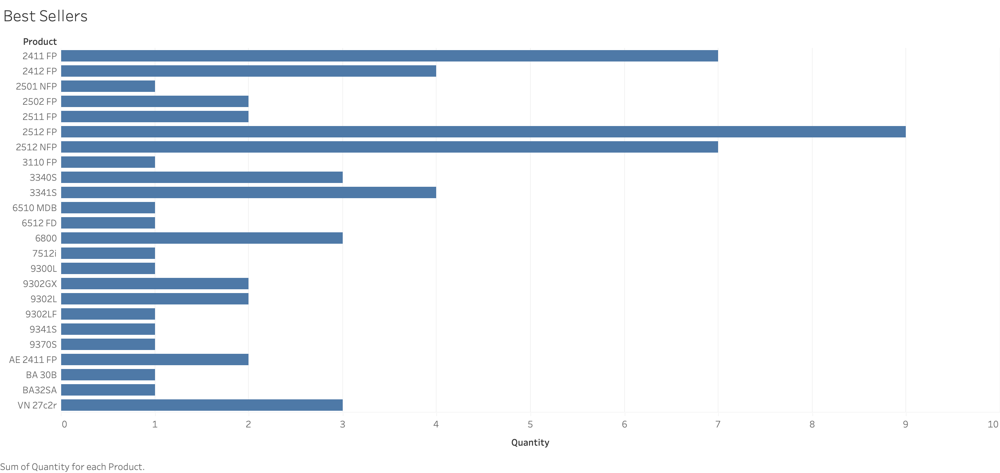 Best Sellers
Product
2411 FP
2412 FP
2501 NFP
2502 FP
2511 FP
2512 FP
2512 NFP
3110 FP
3340S
3341S
6510 MDB
6512 FD
6800
7512i
9300L
9302GX
9302L
9302LF
9341S
9370S
AE 2411 FP
BA 30B
BA32SA
VN 27c2r
0 1 2 3 4 5 6 7 8 9 10
Quantity
Sum of Quantity for each Product.